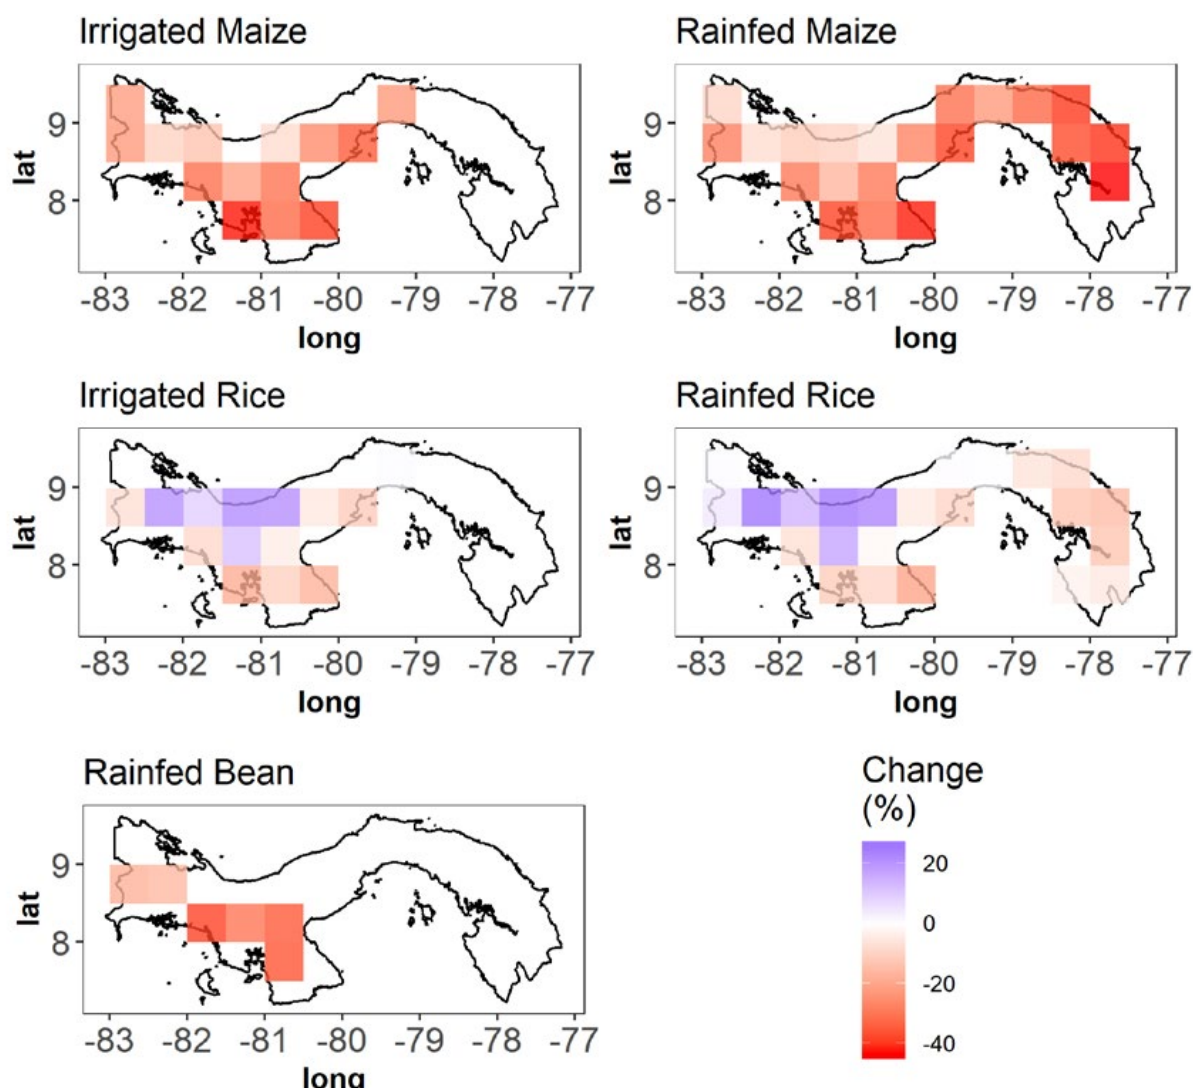 Irrigated Maize
Rainfed Maize
lat
9
8
-83 -82 -81 -80 -79 -78 -77
long
lat
9
8
-83 -82 -81 -80 -79 -78 -77
long
Irrigated Rice
Rainfed Rice
lat
9
8
-83 -82 -81 -80 -79 -78 -77
long
lat
9
8
-83 -82 -81 -80 -79 -78 -77
long
Rainfed Bean
lat
9
8
-83 -82 -81 -80 -79 -78 -77
long
Change
(%)
20
0
-20
-40